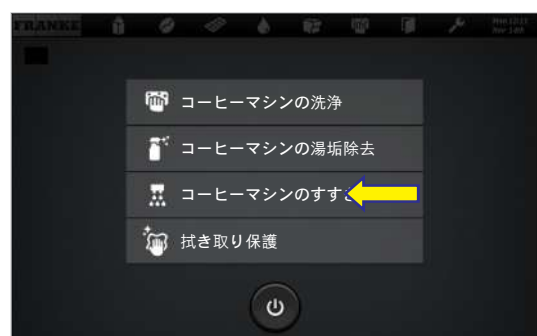 FRANKE
コーヒーマシンの洗浄
コーヒーマシンの湯垢除去
コーヒーマシンのすすぎ
拭き取り保護